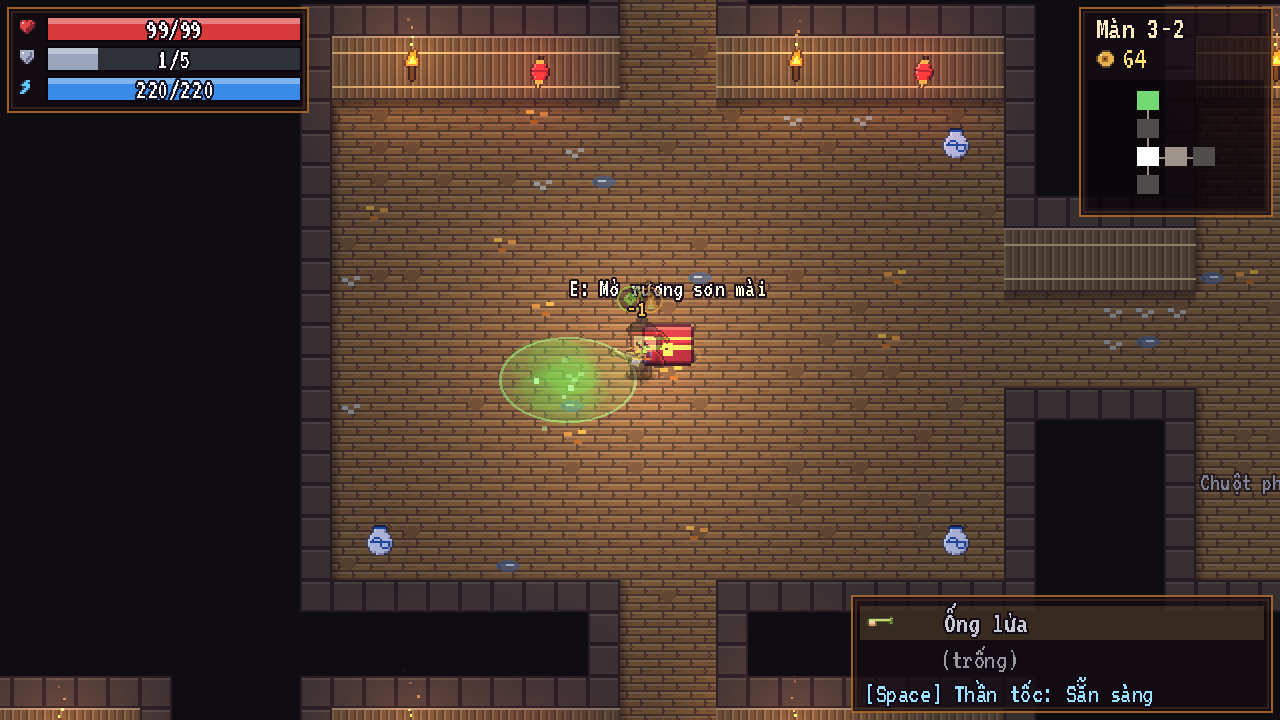 99/99
1/5
220/220
Màn 3-2
64
E: Mở rương sơn mài
-1
Chuột
Ống lửa
(trống)
[Space] Thần tốc: Sẵn sàng